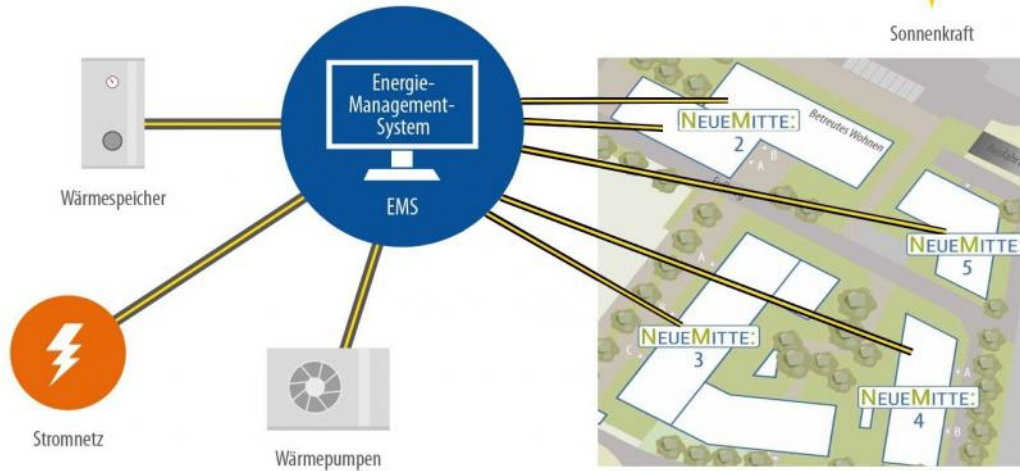 Sonnenkraft
Energie-
Management-
System
EMS
Wärmespeicher
Stromnetz
Wärmepumpen
NEUEMITTE:
2
Betreutes Wohnen
B
A
NEUEMITTE:
5
A
B
C
NEUEMITTE:
3
NEUEMITTE:
4
A
B